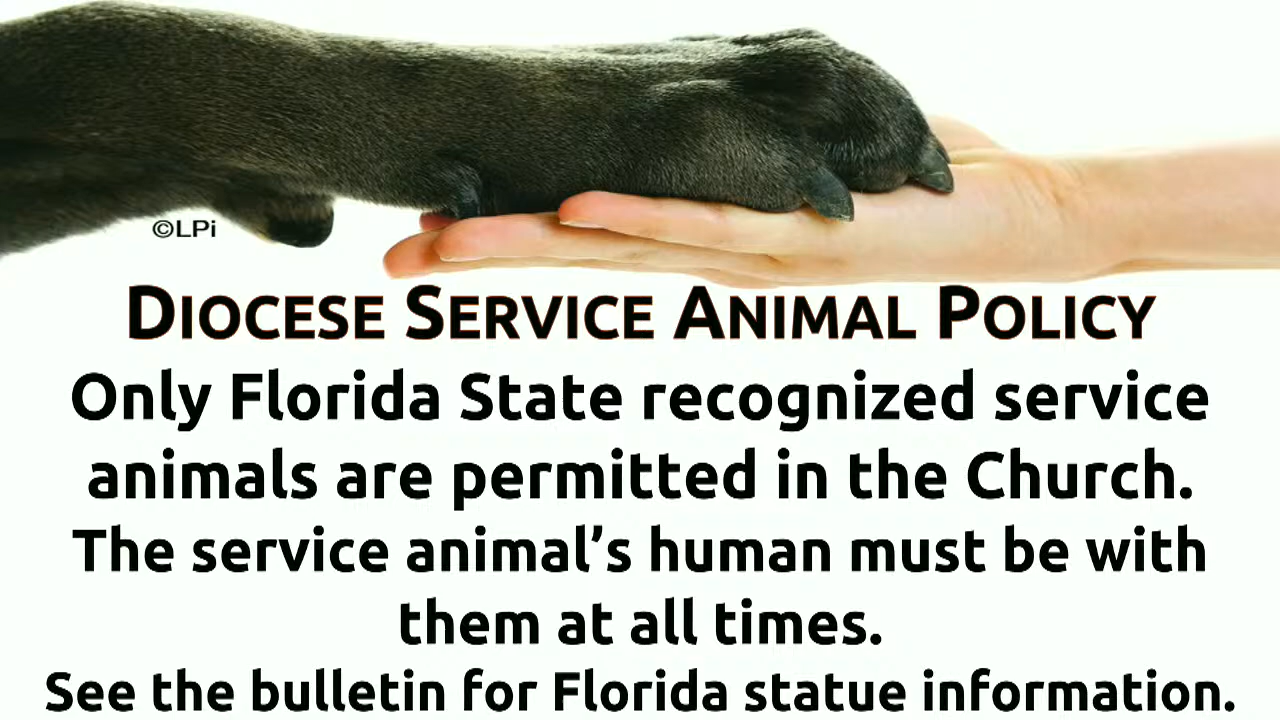 ©LPi
DIOCESE SERVICE ANIMAL POLICY
Only Florida State recognized service
animals are permitted in the Church.
The service animal’s human must be with
them at all times.
See the bulletin for Florida statue information.